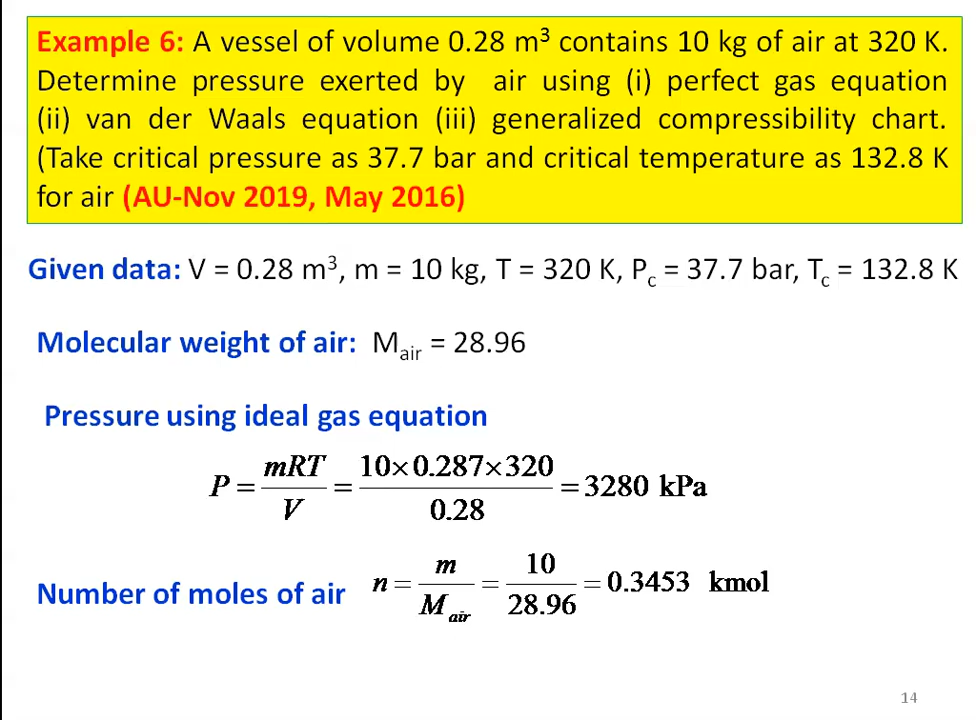 Example 6: A vessel of volume 0.28 m³ contains 10 kg of air at 320 K.
Determine pressure exerted by air using (i) perfect gas equation
(ii) van der Waals equation (iii) generalized compressibility chart.
(Take critical pressure as 37.7 bar and critical temperature as 132.8 K
for air (AU-Nov 2019, May 2016)
Given data: V = 0.28 m³, m = 10 kg, T = 320 K, P_c = 37.7 bar, T_c = 132.8 K
Molecular weight of air: M_air = 28.96
Pressure using ideal gas equation
P = mRT / V = 10×0.287×320 / 0.28 = 3280 kPa
Number of moles of air n = m / M_air = 10 / 28.96 = 0.3453 kmol
14